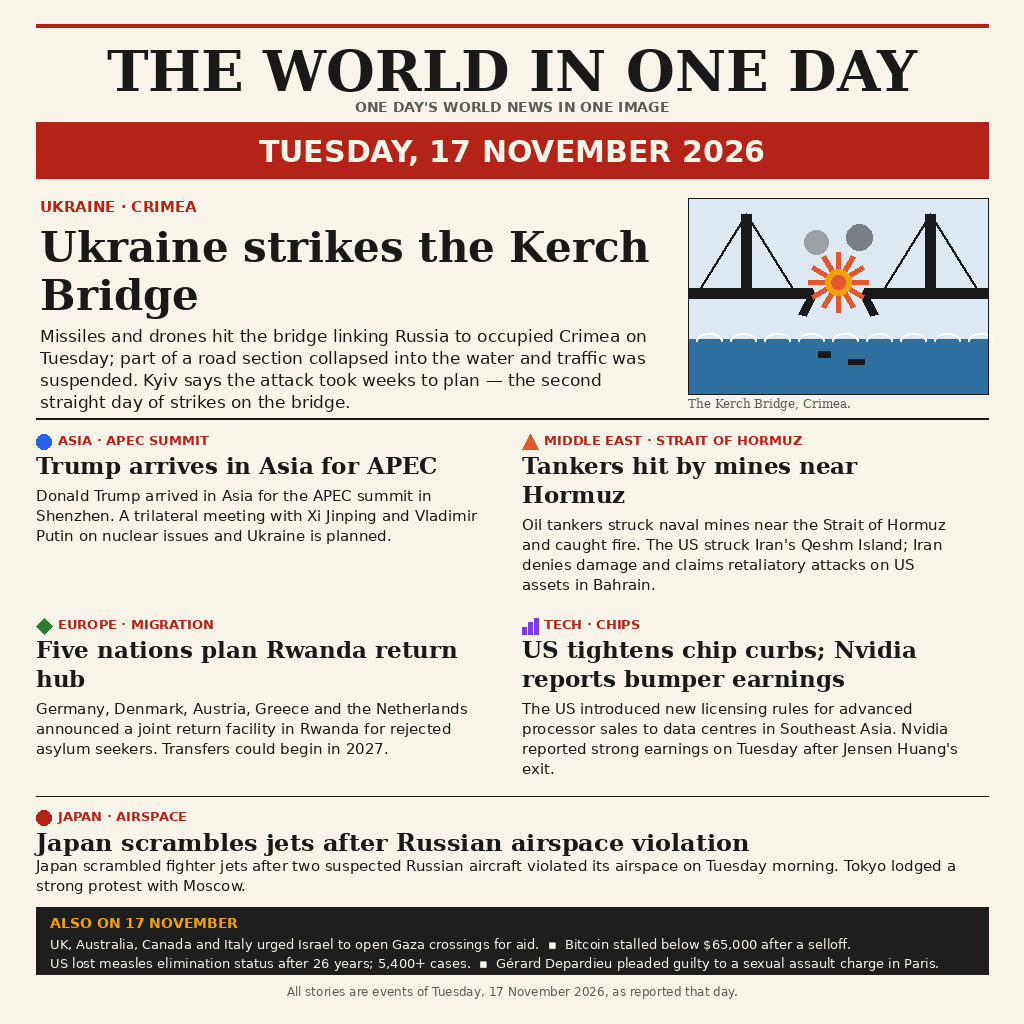 THE WORLD IN ONE DAY
ONE DAY'S WORLD NEWS IN ONE IMAGE
TUESDAY, 17 NOVEMBER 2026
UKRAINE · CRIMEA
Ukraine strikes the Kerch
Bridge
Missiles and drones hit the bridge linking Russia to occupied Crimea on
Tuesday; part of a road section collapsed into the water and traffic was
suspended. Kyiv says the attack took weeks to plan — the second
straight day of strikes on the bridge.
The Kerch Bridge, Crimea.
ASIA · APEC SUMMIT
Trump arrives in Asia for APEC
Donald Trump arrived in Asia for the APEC summit in
Shenzhen. A trilateral meeting with Xi Jinping and Vladimir
Putin on nuclear issues and Ukraine is planned.
MIDDLE EAST · STRAIT OF HORMUZ
Tankers hit by mines near
Hormuz
Oil tankers struck naval mines near the Strait of Hormuz
and caught fire. The US struck Iran's Qeshm Island; Iran
denies damage and claims retaliatory attacks on US
assets in Bahrain.
EUROPE · MIGRATION
Five nations plan Rwanda return
hub
Germany, Denmark, Austria, Greece and the Netherlands
announced a joint return facility in Rwanda for rejected
asylum seekers. Transfers could begin in 2027.
TECH · CHIPS
US tightens chip curbs; Nvidia
reports bumper earnings
The US introduced new licensing rules for advanced
processor sales to data centres in Southeast Asia. Nvidia
reported strong earnings on Tuesday after Jensen Huang's
exit.
JAPAN · AIRSPACE
Japan scrambles jets after Russian airspace violation
Japan scrambled fighter jets after two suspected Russian aircraft violated its airspace on Tuesday morning. Tokyo lodged a
strong protest with Moscow.
ALSO ON 17 NOVEMBER
UK, Australia, Canada and Italy urged Israel to open Gaza crossings for aid. ▪ Bitcoin stalled below $65,000 after a selloff.
US lost measles elimination status after 26 years; 5,400+ cases. ▪ Gérard Depardieu pleaded guilty to a sexual assault charge in Paris.
All stories are events of Tuesday, 17 November 2026, as reported that day.